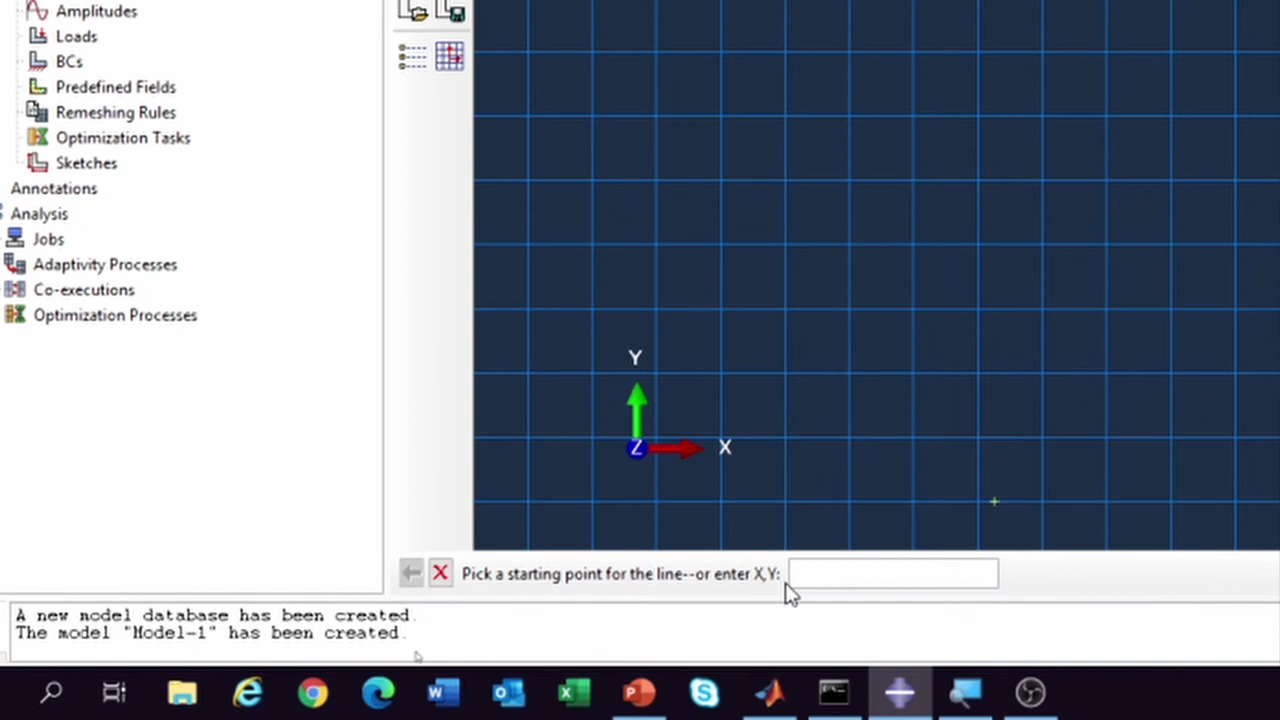 Amplitudes
Loads
BCs
Predefined Fields
Remeshing Rules
Optimization Tasks
Sketches
Annotations
Analysis
Jobs
Adaptivity Processes
Co-executions
Optimization Processes
Y
Z X
Pick a starting point for the line--or enter X,Y:
A new model database has been created.
The model "Model-1" has been created.